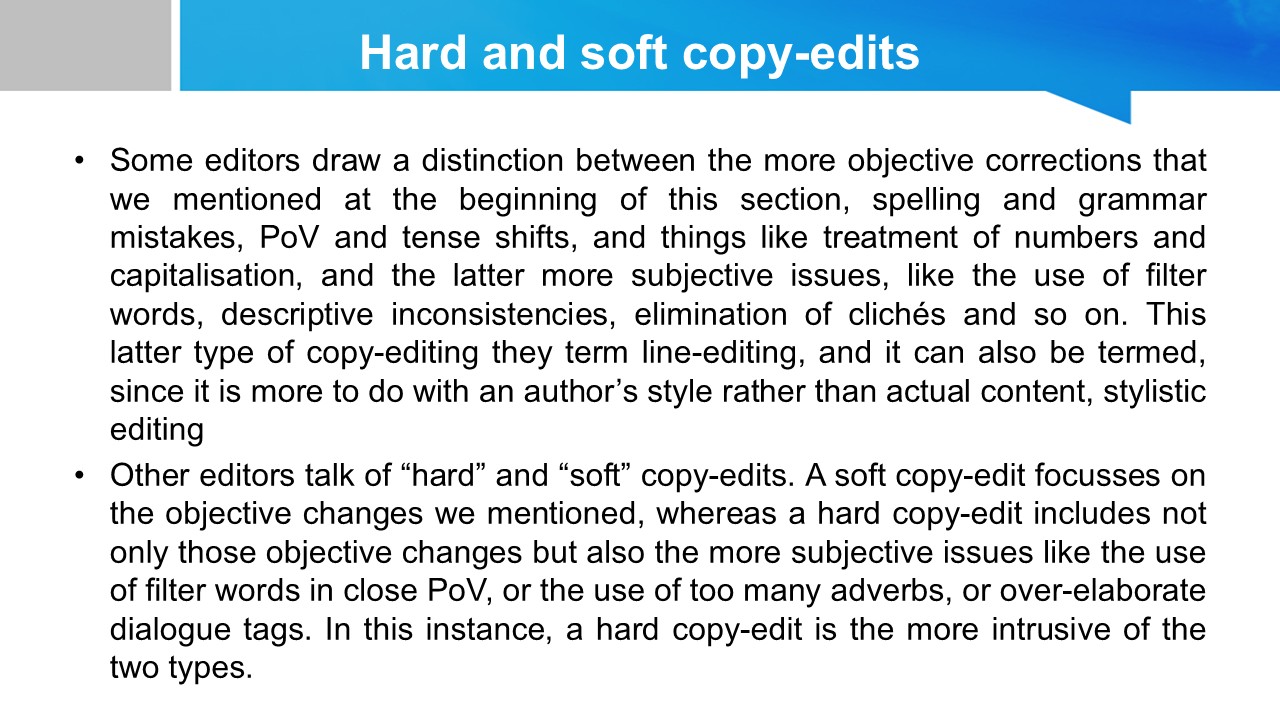 Hard and soft copy-edits
• Some editors draw a distinction between the more objective corrections that
we mentioned at the beginning of this section, spelling and grammar
mistakes, PoV and tense shifts, and things like treatment of numbers and
capitalisation, and the latter more subjective issues, like the use of filter
words, descriptive inconsistencies, elimination of clichés and so on. This
latter type of copy-editing they term line-editing, and it can also be termed,
since it is more to do with an author’s style rather than actual content, stylistic
editing
• Other editors talk of “hard” and “soft” copy-edits. A soft copy-edit focusses on
the objective changes we mentioned, whereas a hard copy-edit includes not
only those objective changes but also the more subjective issues like the use
of filter words in close PoV, or the use of too many adverbs, or over-elaborate
dialogue tags. In this instance, a hard copy-edit is the more intrusive of the
two types.